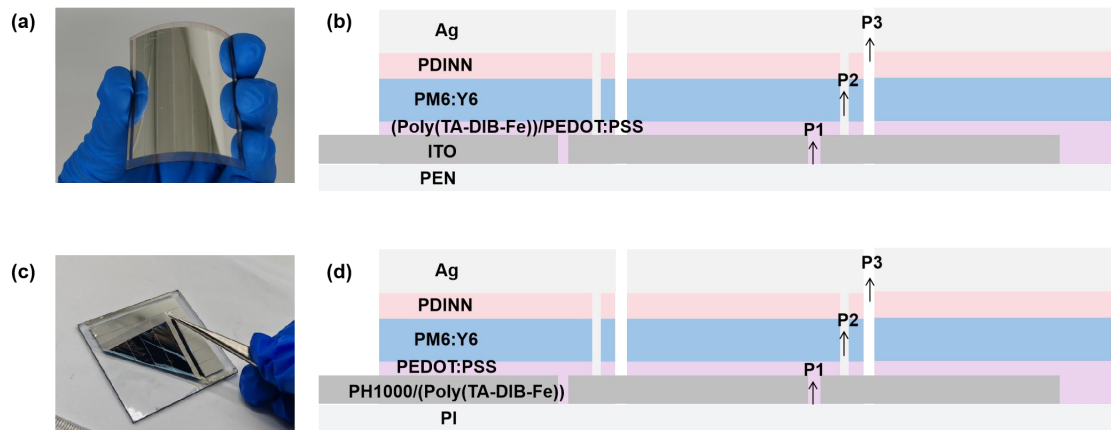 (a)
(b)
Ag
P3
PDINN
PM6:Y6
P2
(Poly(TA-DIB-Fe))/PEDOT:PSS
P1
ITO
PEN
(c)
(d)
Ag
P3
PDINN
PM6:Y6
P2
PEDOT:PSS
P1
PH1000/(Poly(TA-DIB-Fe))
PI